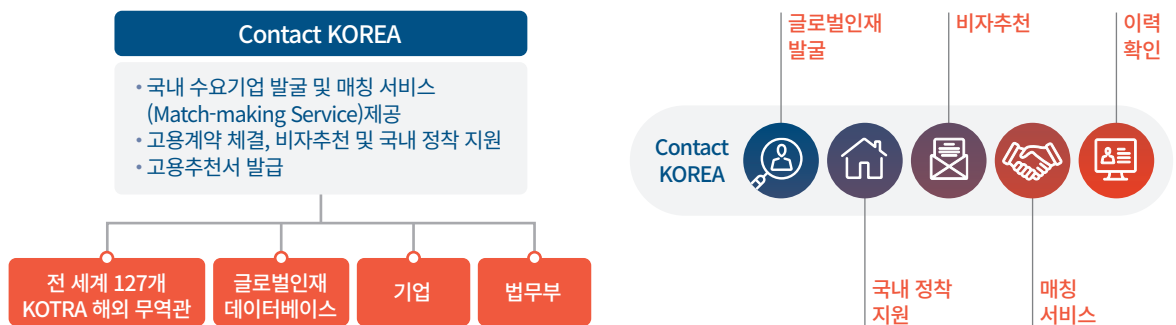 Contact KOREA
• 국내 수요기업 발굴 및 매칭 서비스
(Match-making Service)제공
• 고용계약 체결, 비자추천 및 국내 정착 지원
• 고용추천서 발급
전 세계 127개
KOTRA 해외 무역관
글로벌인재
데이터베이스
기업
법무부
글로벌인재
발굴
비자추천
이력
확인
Contact
KOREA
국내 정착
지원
매칭
서비스